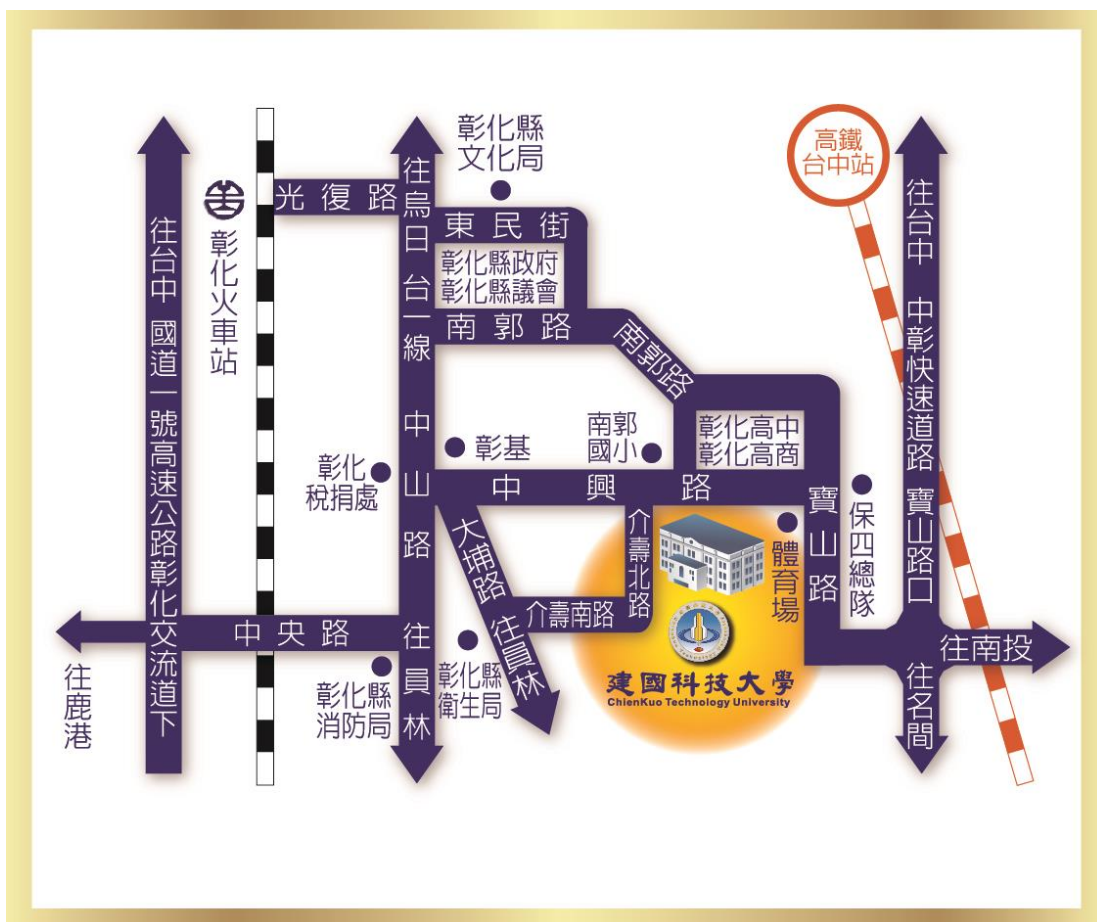 彰化縣
文化局
高鐵
台中站
光復路
往烏日 台一線 中山路 往員林
東民街
往台中 國道一號高速公路彰化交流道下
彰化火車站
彰化縣政府
彰化縣議會
南郭路
南郭路
往台中 中彰快速道路 寶山路口
彰基
南郭
國小
彰化高中
彰化高商
彰化
稅捐處
中興路
大埔路 往員林
介壽北路
體育場
寶山路
保四總隊
介壽南路
中央路
往鹿港
彰化縣
消防局
彰化縣
衛生局
建國科技大學
ChienKuo Technology University
往南投
往名間